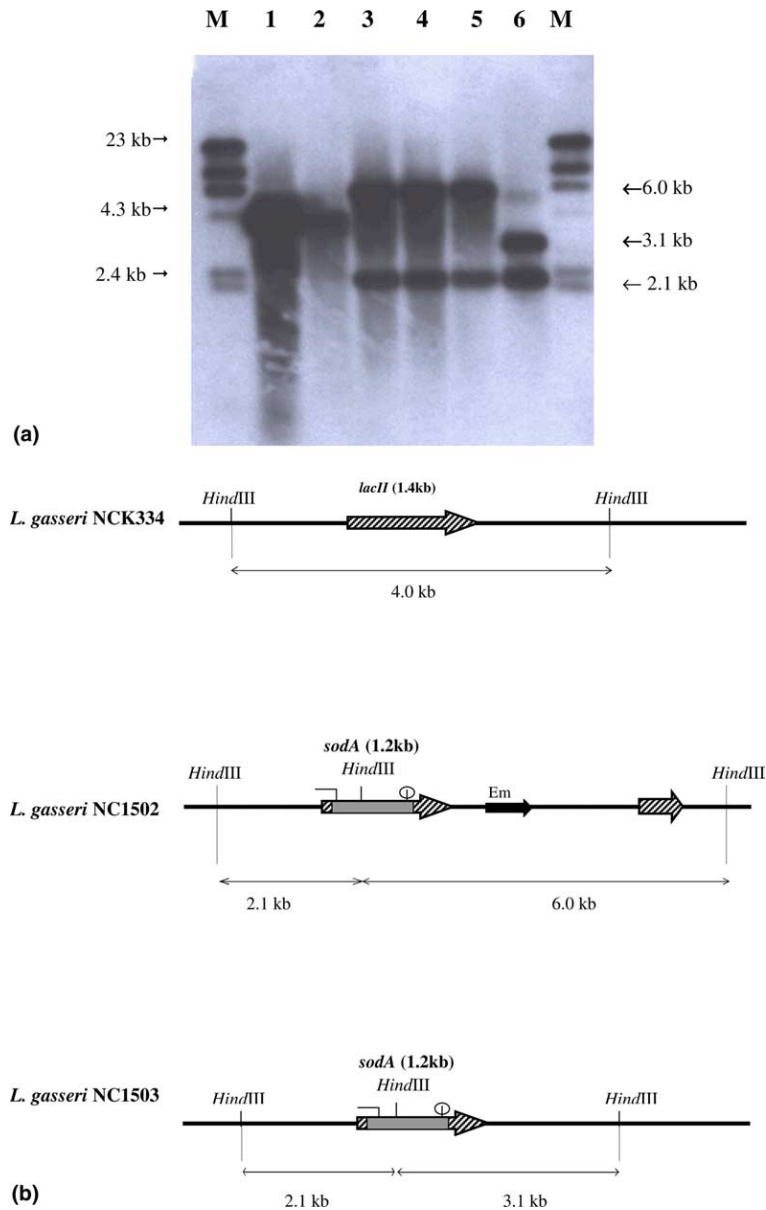 M 1 2 3 4 5 6 M
23 kb→
4.3 kb→
2.4 kb →
←6.0 kb
←3.1 kb
← 2.1 kb
(a)
lacII (1.4kb)
HindIII HindIII
L. gasseri NCK334
4.0 kb
sodA (1.2kb)
HindIII HindIII HindIII
Em
L. gasseri NC1502
2.1 kb 6.0 kb
sodA (1.2kb)
HindIII
L. gasseri NC1503 HindIII HindIII
2.1 kb 3.1 kb
(b)